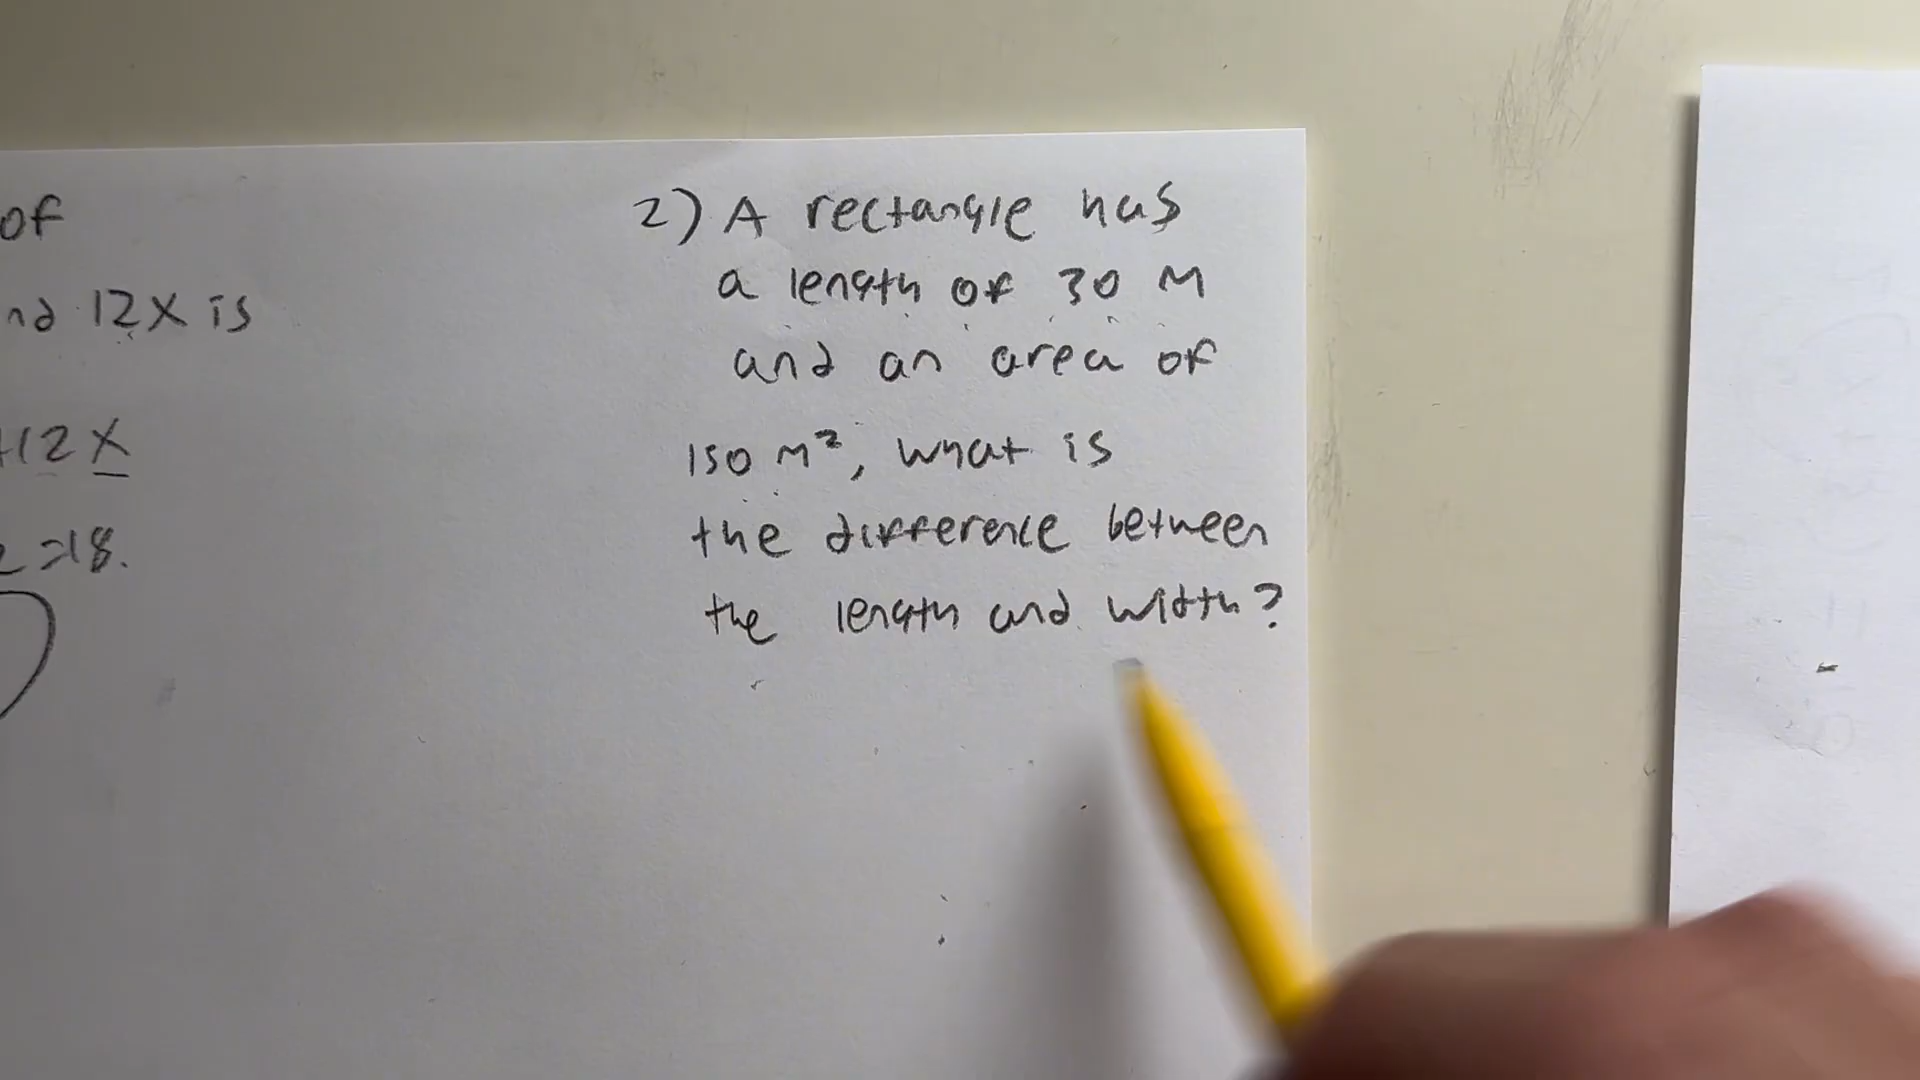 of
nd 12X is
+12X
2=18.
2) A rectangle has
a length of 30 M
and an area of
150 M², what is
the difference between
the length and width?